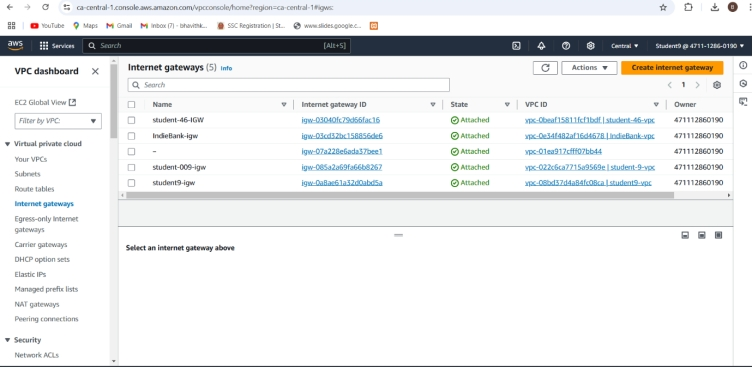 ca-central-1.console.aws.amazon.com/vpcconsole/home?region=ca-central-1#igws:
YouTube Maps Gmail Inbox (7) - bhavithk... SSC Registration | St... www.slides.google.c...
aws Services Search [Alt+S] Central Student9 @ 4711-1286-0190
VPC dashboard
EC2 Global View
Filter by VPC:
Virtual private cloud
Your VPCs
Subnets
Route tables
Internet gateways
Egress-only Internet
gateways
Carrier gateways
DHCP option sets
Elastic IPs
Managed prefix lists
NAT gateways
Peering connections
Security
Network ACLs
Internet gateways (5) Info
Actions Create internet gateway
Search
1
Name Internet gateway ID State VPC ID Owner
student-46-IGW igw-03040fc79d66fac16 Attached vpc-0beaf15811fcf1bdf | student-46-vpc 471112860190
IndieBank-igw igw-03cd32bc158856de6 Attached vpc-0e34f482af16d4678 | IndieBank-vpc 471112860190
– igw-07a228e6ada37bee1 Attached vpc-01ea917cfff07bb44 471112860190
student-009-igw igw-085a2a69fa66b8267 Attached vpc-022c6ca7715a9569e | student-9-vpc 471112860190
student9-igw igw-0a8ae61a32d0abd5a Attached vpc-08bd37d4a84fc08ca | student9-vpc 471112860190
Select an internet gateway above